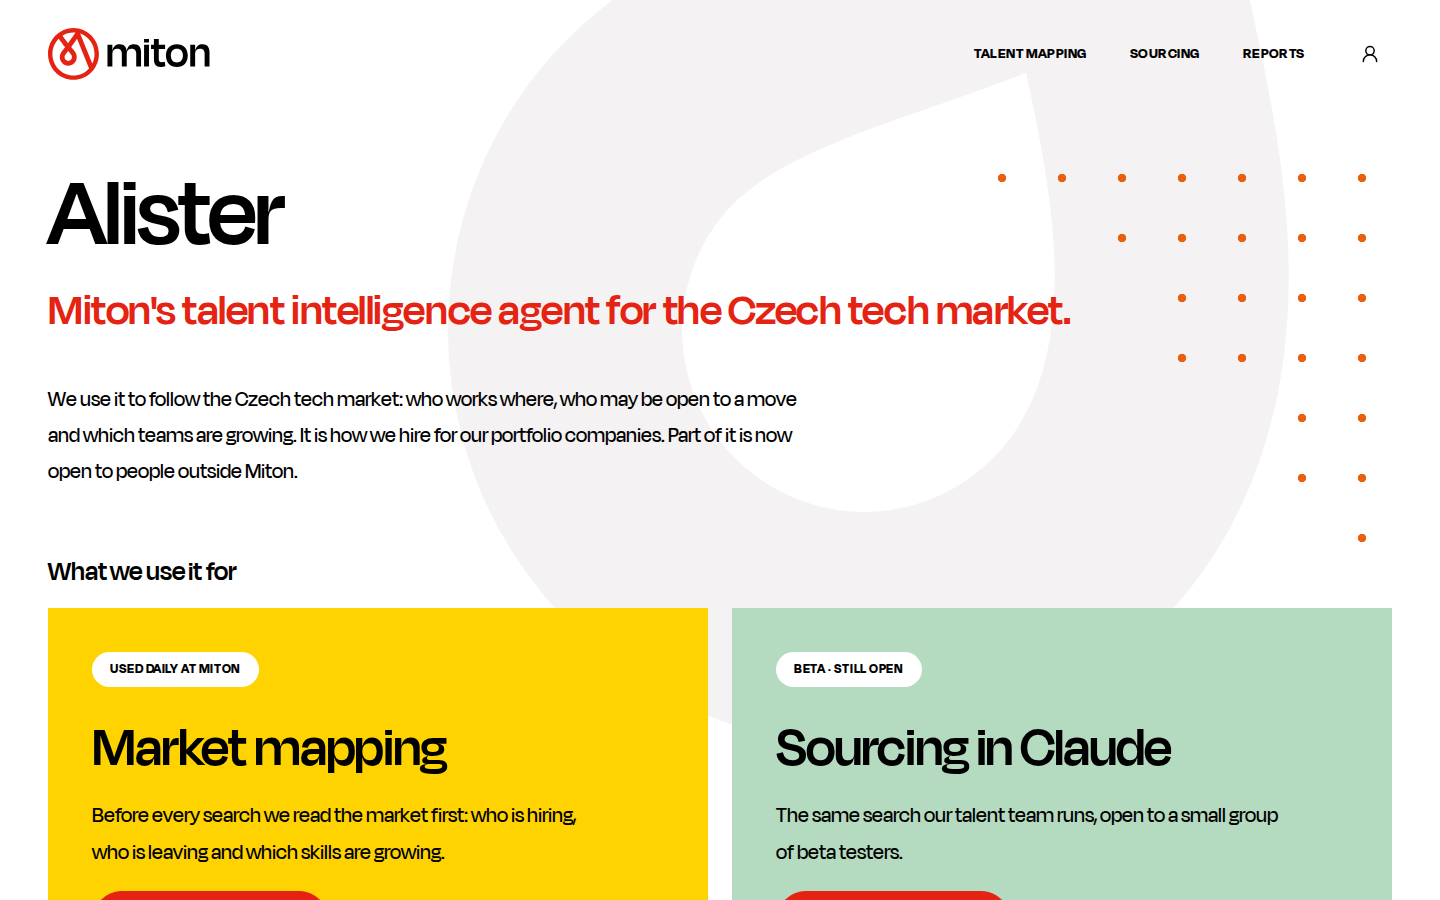 miton
TALENT MAPPING
SOURCING
REPORTS
Alister
Miton's talent intelligence agent for the Czech tech market.
We use it to follow the Czech tech market: who works where, who may be open to a move
and which teams are growing. It is how we hire for our portfolio companies. Part of it is now
open to people outside Miton.
What we use it for
USED DAILY AT MITON
Market mapping
Before every search we read the market first: who is hiring,
who is leaving and which skills are growing.
BETA · STILL OPEN
Sourcing in Claude
The same search our talent team runs, open to a small group
of beta testers.